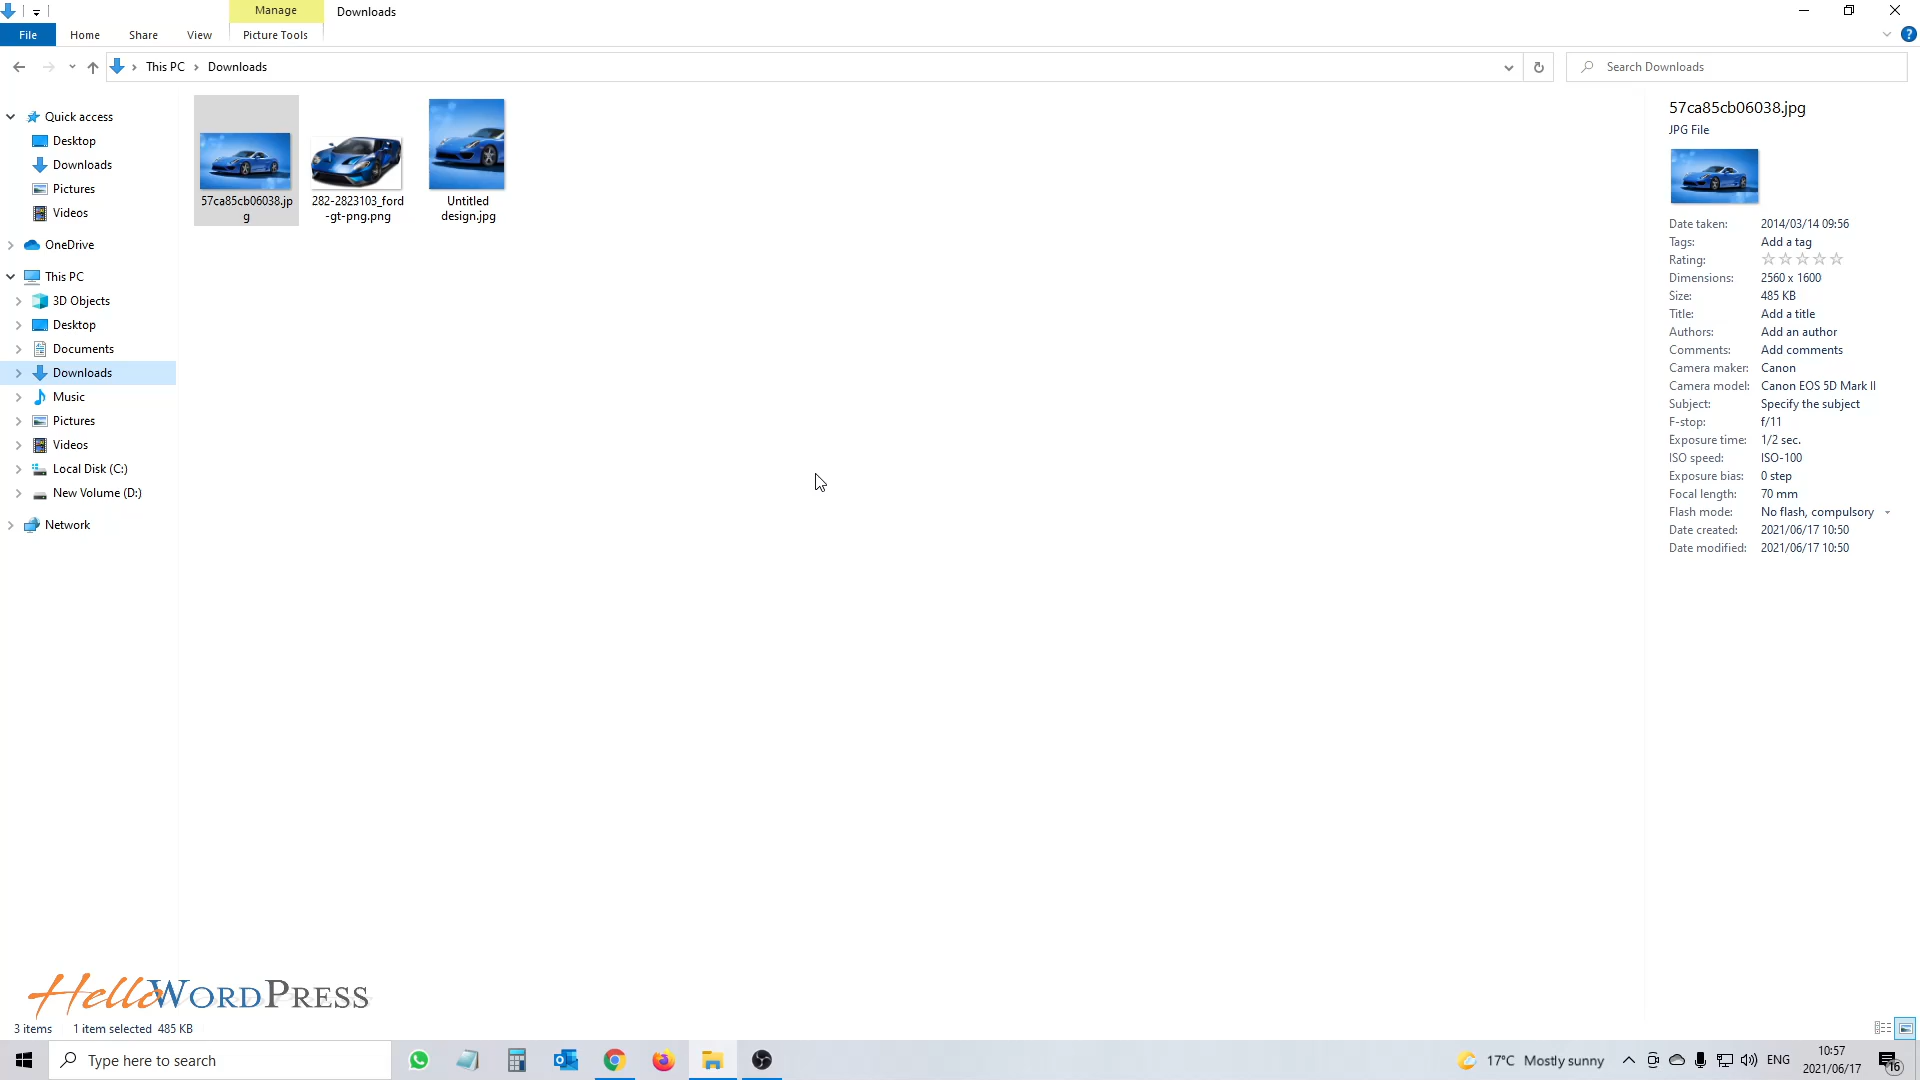 Manage
Downloads
File
Home
Share
View
Picture Tools
This PC
Downloads
Search Downloads
Quick access
Desktop
Downloads
Pictures
Videos
OneDrive
This PC
3D Objects
Desktop
Documents
Downloads
Music
Pictures
Videos
Local Disk (C:)
New Volume (D:)
Network
57ca85cb06038.jp
g
282-2823103_ford
-gt-png.png
Untitled
design.jpg
57ca85cb06038.jpg
JPG File
Date taken: 2014/03/14 09:56
Tags: Add a tag
Rating:
Dimensions: 2560 x 1600
Size: 485 KB
Title: Add a title
Authors: Add an author
Comments: Add comments
Camera maker: Canon
Camera model: Canon EOS 5D Mark II
Subject: Specify the subject
F-stop: f/11
Exposure time: 1/2 sec.
ISO speed: ISO-100
Exposure bias: 0 step
Focal length: 70 mm
Flash mode: No flash, compulsory
Date created: 2021/06/17 10:50
Date modified: 2021/06/17 10:50
HelloWordPress
3 items 1 item selected 485 KB
Type here to search
17°C Mostly sunny
ENG
10:57
2021/06/17
16